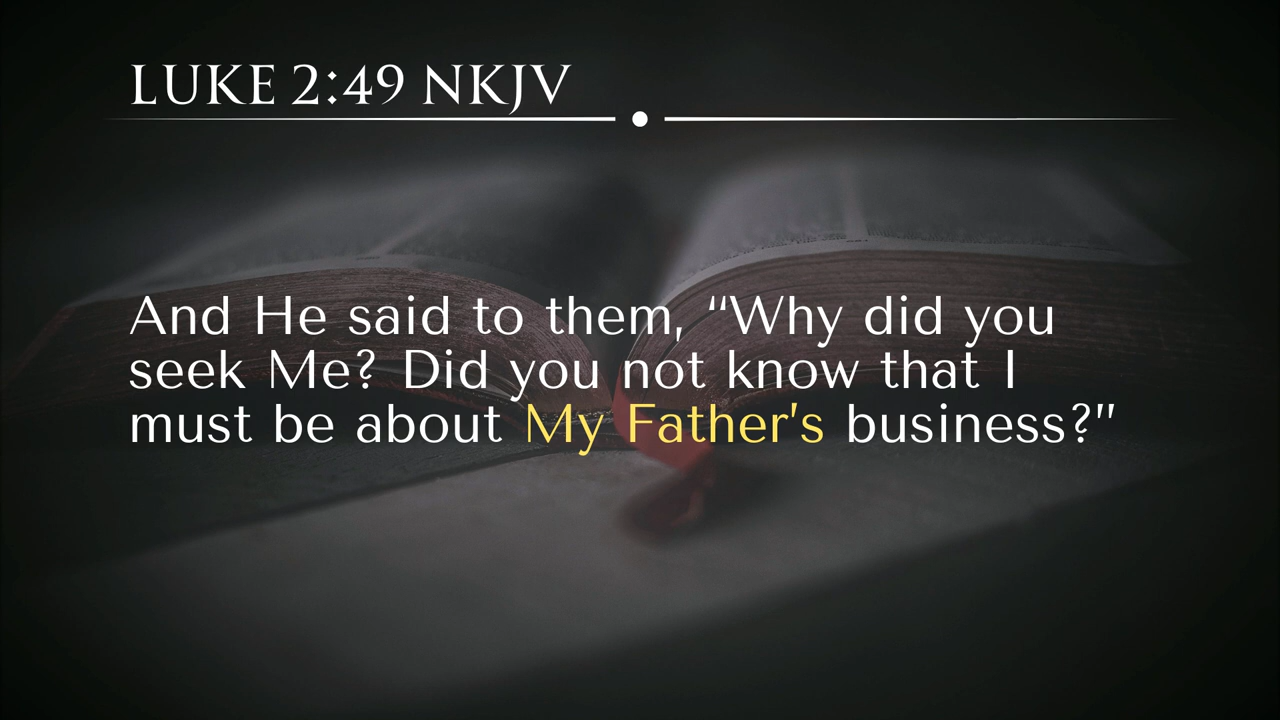 LUKE 2:49 NKJV
And He said to them, “Why did you
seek Me? Did you not know that I
must be about My Father’s business?”